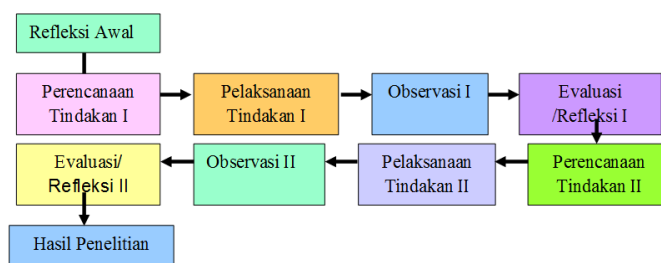 Refleksi Awal
Perencanaan
Tindakan I
Pelaksanaan
Tindakan I
Observasi I
Evaluasi
/Refleksi I
Perencanaan
Tindakan II
Pelaksanaan
Tindakan II
Observasi II
Evaluasi/
Refleksi II
Hasil Penelitian